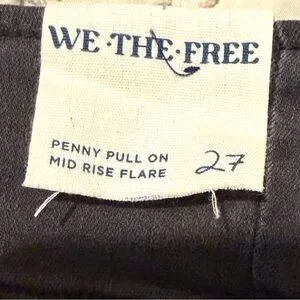 WE·THE·FREE
PENNY PULL ON
MID RISE FLARE 27